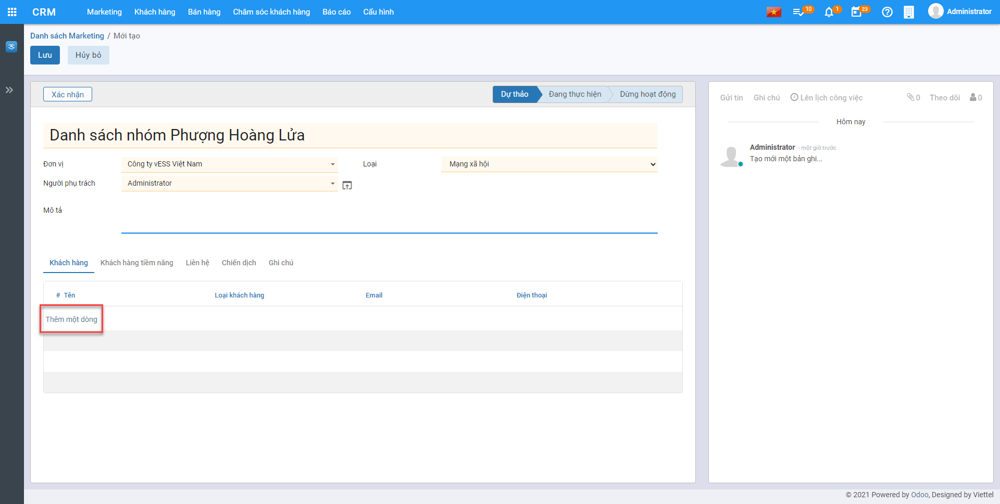 CRM Marketing Khách hàng Bán hàng Chăm sóc khách hàng Báo cáo Cấu hình 10 1 23 Administrator
Danh sách Marketing / Mới tạo
Lưu Hủy bỏ
Xác nhận Dự thảo Đang thực hiện Dừng hoạt động
Danh sách nhóm Phượng Hoàng Lửa
Đơn vị Công ty vESS Việt Nam Loại Mạng xã hội
Người phụ trách Administrator
Mô tả
Khách hàng Khách hàng tiềm năng Liên hệ Chiến dịch Ghi chú
# Tên Loại khách hàng Email Điện thoại
Thêm một dòng
Gửi tin Ghi chú Lên lịch công việc 0 Theo dõi 0
Hôm nay
Administrator - một giờ trước
Tạo mới một bản ghi...
© 2021 Powered by Odoo, Designed by Viettel